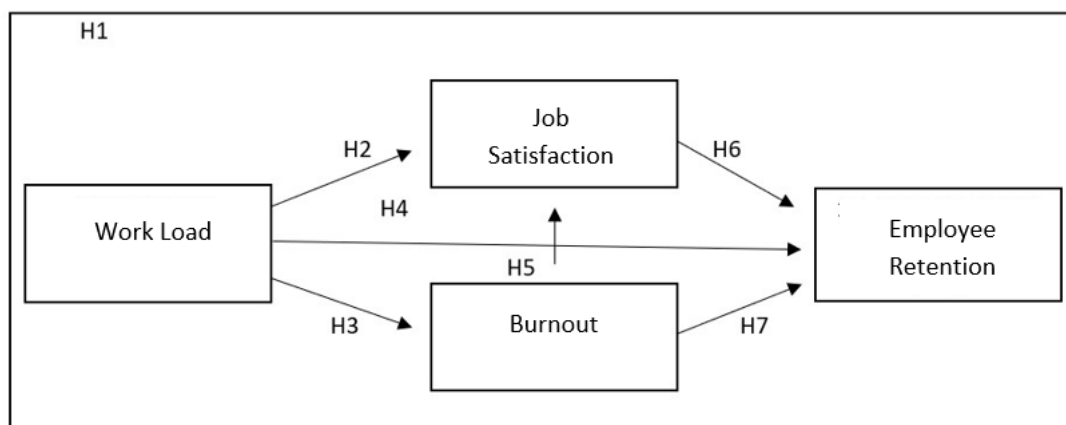 H1
Job
Satisfaction
H2
H6
H4
Work Load
Employee
Retention
H5
H3
Burnout
H7